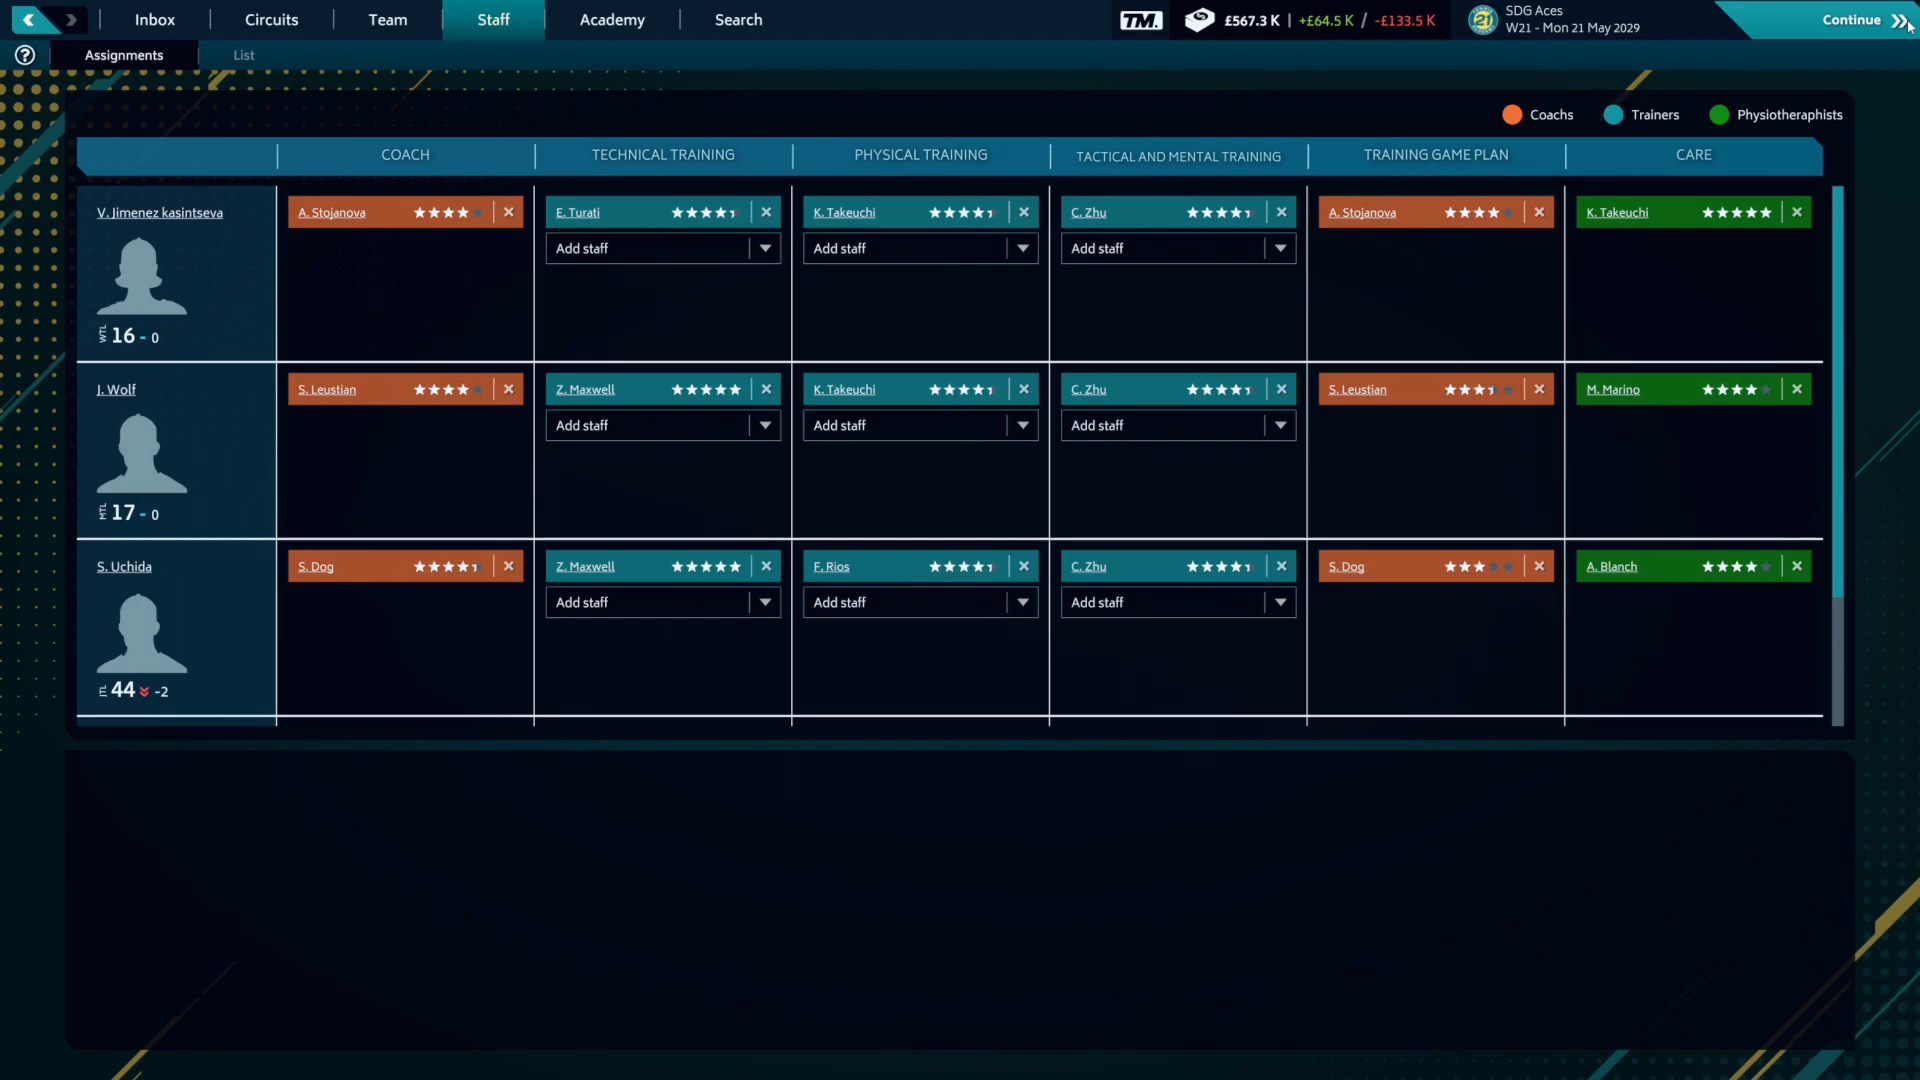 Inbox
Circuits
Team
Staff
Academy
Search
TM.
£567.3 K | +£64.5 K / -£133.5 K
21
SDG Aces
W21 - Mon 21 May 2029
Continue
?
Assignments
List
Coachs
Trainers
Physiotheraphists
COACH
TECHNICAL TRAINING
PHYSICAL TRAINING
TACTICAL AND MENTAL TRAINING
TRAINING GAME PLAN
CARE
V. Jimenez kasintseva
WTL 16 - 0
A. Stojanova
E. Turati
Add staff
K. Takeuchi
Add staff
C. Zhu
Add staff
A. Stojanova
K. Takeuchi
J. Wolf
MTL 17 - 0
S. Leustian
Z. Maxwell
Add staff
K. Takeuchi
Add staff
C. Zhu
Add staff
S. Leustian
M. Marino
S. Uchida
ITL 44 -2
S. Dog
Z. Maxwell
Add staff
F. Rios
Add staff
C. Zhu
Add staff
S. Dog
A. Blanch